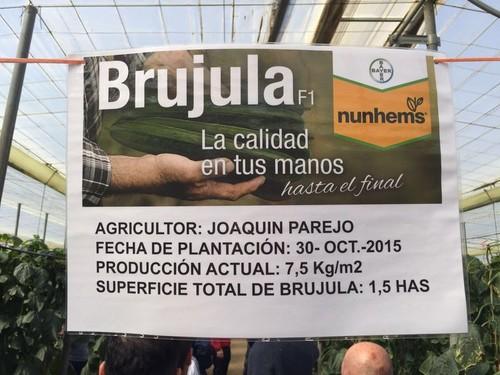 Brujula F1
BAYER
nunhems
La calidad
en tus manos
hasta el final
AGRICULTOR: JOAQUIN PAREJO
FECHA DE PLANTACIÓN: 30- OCT.-2015
PRODUCCIÓN ACTUAL: 7,5 Kg/m2
SUPERFICIE TOTAL DE BRUJULA: 1,5 HAS